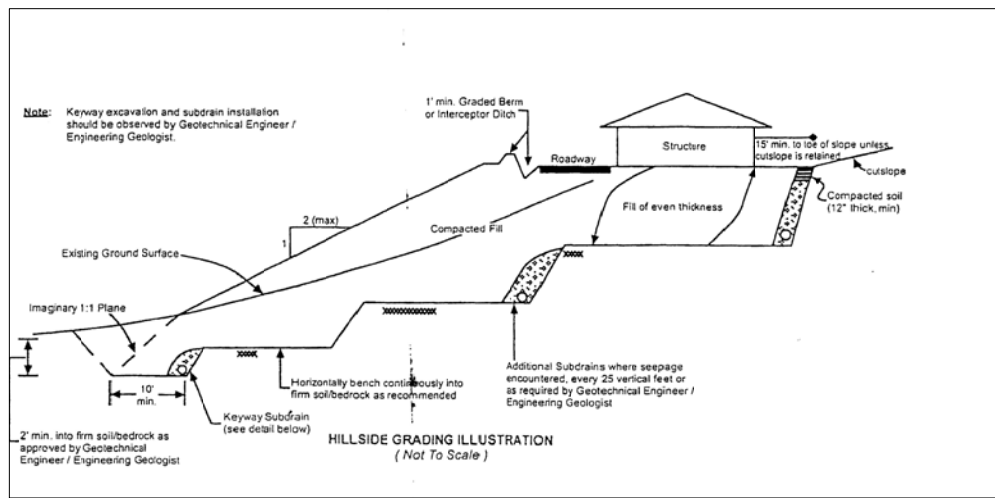 Note: Keyway excavation and subdrain installation
should be observed by Geotechnical Engineer /
Engineering Geologist.
1' min. Graded Berm
or Interceptor Ditch
Roadway
Structure
15' min. to toe of slope unless
cutslope is retained
cutslope
Compacted soil
(12" thick, min)
Fill of even thickness
2 (max)
1
Compacted Fill
Existing Ground Surface
Imaginary 1:1 Plane
10'
min.
Horizontally bench continuously into
firm soil/bedrock as recommended
Additional Subdrains where seepage
encountered, every 25 vertical feet or
as required by Geotechnical Engineer /
Engineering Geologist
Keyway Subdrain
(see detail below)
2' min. into firm soil/bedrock as
approved by Geotechnical
Engineer / Engineering Geologist
HILLSIDE GRADING ILLUSTRATION
( Not To Scale )